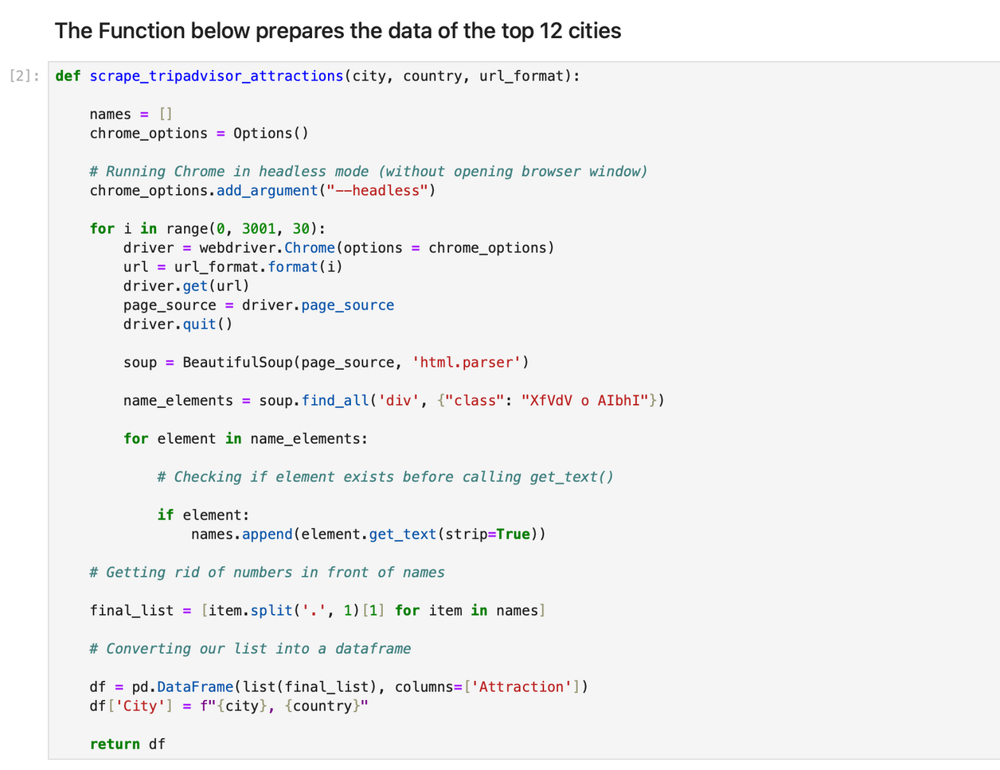 The Function below prepares the data of the top 12 cities
[2]: def scrape_tripadvisor_attractions(city, country, url_format):
names = []
chrome_options = Options()
# Running Chrome in headless mode (without opening browser window)
chrome_options.add_argument("--headless")
for i in range(0, 3001, 30):
driver = webdriver.Chrome(options = chrome_options)
url = url_format.format(i)
driver.get(url)
page_source = driver.page_source
driver.quit()
soup = BeautifulSoup(page_source, 'html.parser')
name_elements = soup.find_all('div', {"class": "XfVdV o AIbhI"})
for element in name_elements:
# Checking if element exists before calling get_text()
if element:
names.append(element.get_text(strip=True))
# Getting rid of numbers in front of names
final_list = [item.split('.', 1)[1] for item in names]
# Converting our list into a dataframe
df = pd.DataFrame(list(final_list), columns=['Attraction'])
df['City'] = f"{city}, {country}"
return df